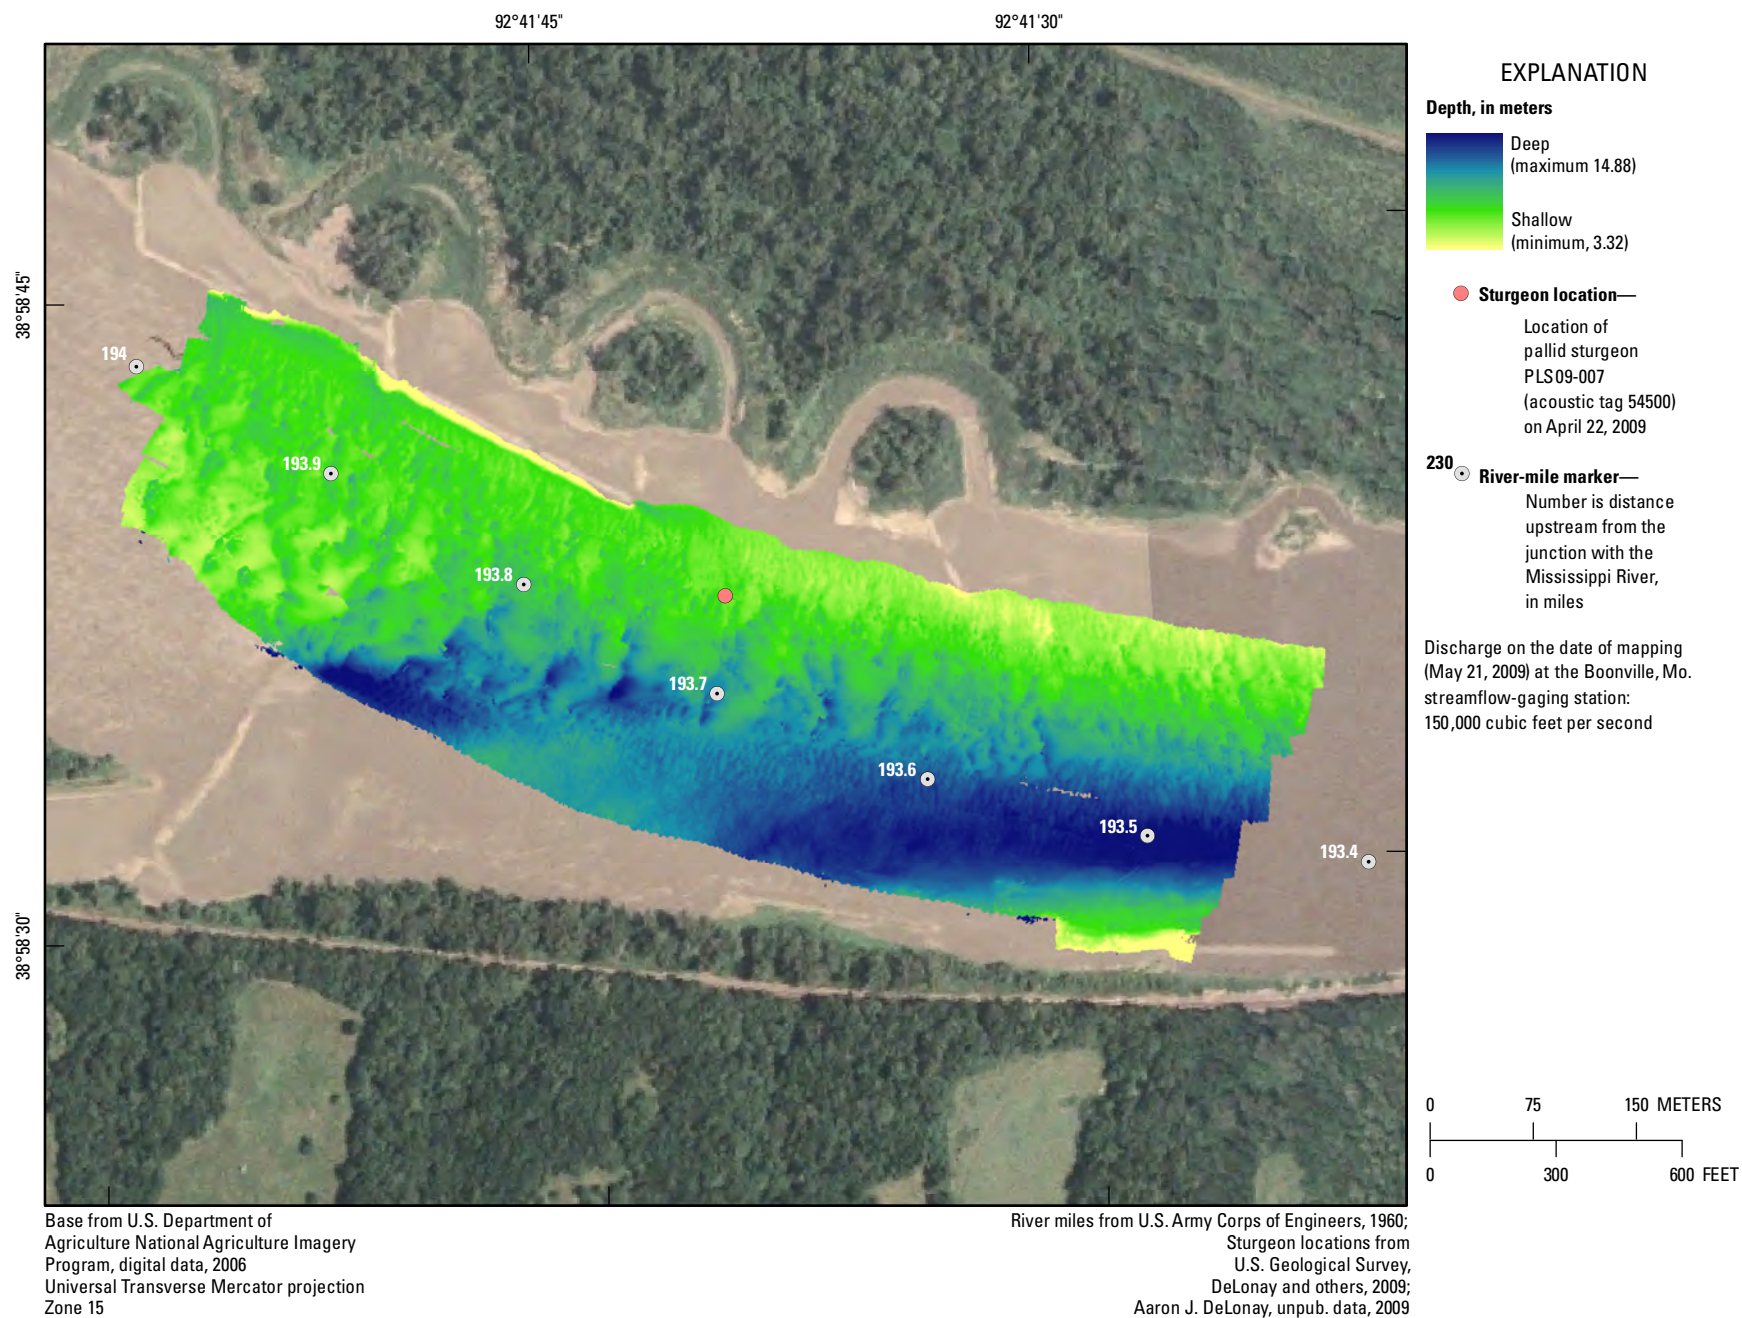 92°41'45"
92°41'30"
38°58'45"
38°58'30"
194
193.9
193.8
193.7
193.6
193.5
193.4
EXPLANATION
Depth, in meters
Deep
(maximum 14.88)
Shallow
(minimum, 3.32)
Sturgeon location—
Location of
pallid sturgeon
PLS09-007
(acoustic tag 54500)
on April 22, 2009
230
River-mile marker—
Number is distance
upstream from the
junction with the
Mississippi River,
in miles
Discharge on the date of mapping
(May 21, 2009) at the Boonville, Mo.
streamflow-gaging station:
150,000 cubic feet per second
0 75 150 METERS
0 300 600 FEET
Base from U.S. Department of
Agriculture National Agriculture Imagery
Program, digital data, 2006
Universal Transverse Mercator projection
Zone 15
River miles from U.S. Army Corps of Engineers, 1960;
Sturgeon locations from
U.S. Geological Survey,
DeLonay and others, 2009;
Aaron J. DeLonay, unpub. data, 2009